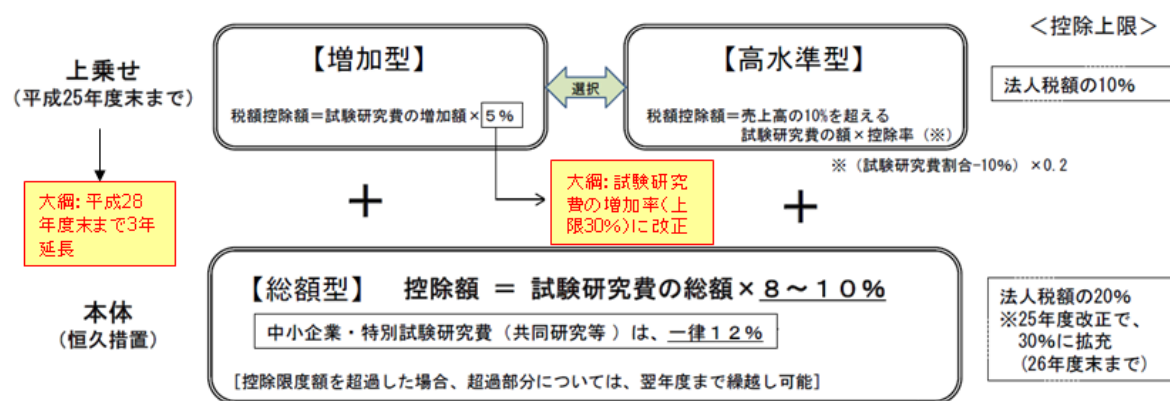 ＜控除上限＞
上乗せ
(平成25年度末まで)
【増加型】
税額控除額＝試験研究費の増加額×5%
選択
【高水準型】
税額控除額＝売上高の10%を超える
試験研究費の額×控除率（※）
法人税額の10%
※（試験研究費割合−10%）×0.2
大綱:平成28
年度末まで3年
延長
＋
大綱:試験研究
費の増加率(上
限30%)に改正
＋
本体
(恒久措置)
【総額型】 控除額 ＝ 試験研究費の総額×８～１０％
中小企業・特別試験研究費（共同研究等）は、一律１２％
[控除限度額を超過した場合、超過部分については、翌年度まで繰越し可能]
法人税額の20%
※25年度改正で、
30%に拡充
(26年度末まで)